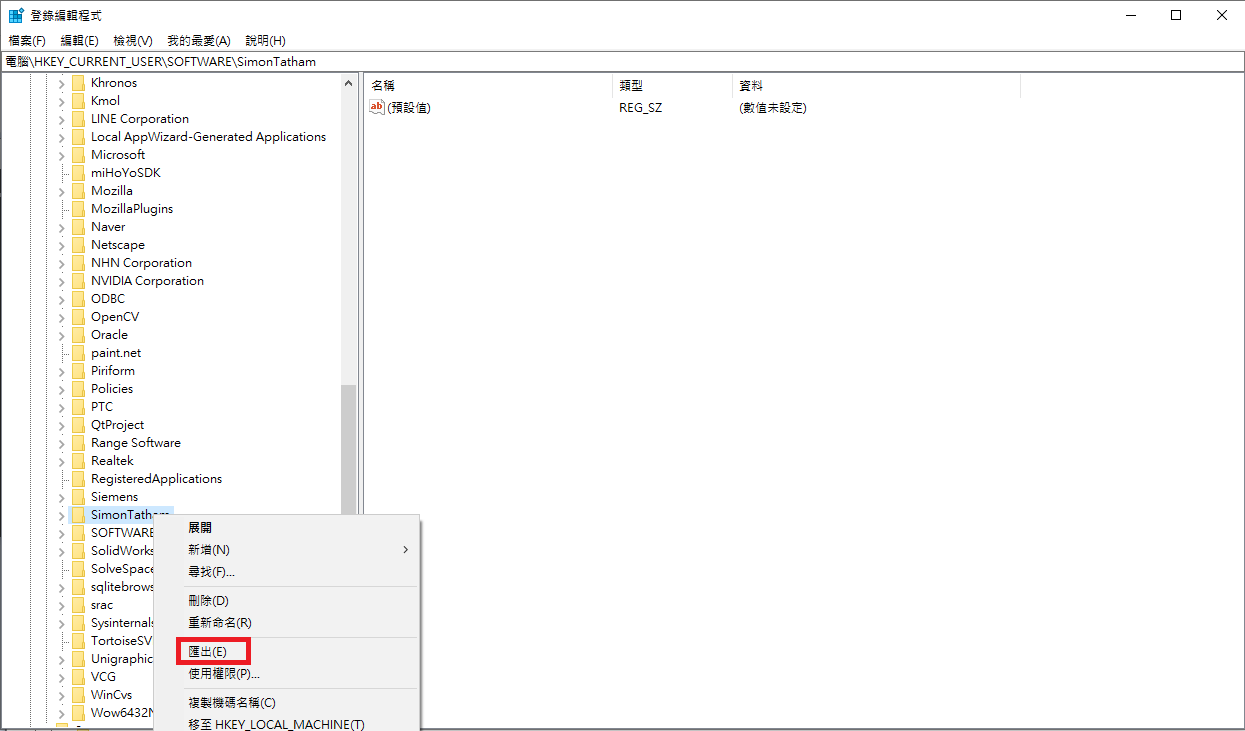 登錄編輯程式
檔案(F) 編輯(E) 檢視(V) 我的最愛(A) 說明(H)
電腦\HKEY_CURRENT_USER\SOFTWARE\SimonTatham
Khronos
Kmol
LINE Corporation
Local AppWizard-Generated Applications
Microsoft
miHoYoSDK
Mozilla
MozillaPlugins
Naver
Netscape
NHN Corporation
NVIDIA Corporation
ODBC
OpenCV
Oracle
paint.net
Piriform
Policies
PTC
QtProject
Range Software
Realtek
RegisteredApplications
Siemens
SimonTatham
SOFTWARE
SolidWorks
SolveSpace
sqlitebrows
srac
Sysinternals
TortoiseSV
Unigraphic
VCG
WinCvs
Wow6432N
名稱 類型 資料
ab (預設值) REG_SZ (數值未設定)
展開
新增(N)
尋找(F)...
刪除(D)
重新命名(R)
匯出(E)
使用權限(P)...
複製機碼名稱(C)
移至 HKEY_LOCAL_MACHINE(T)